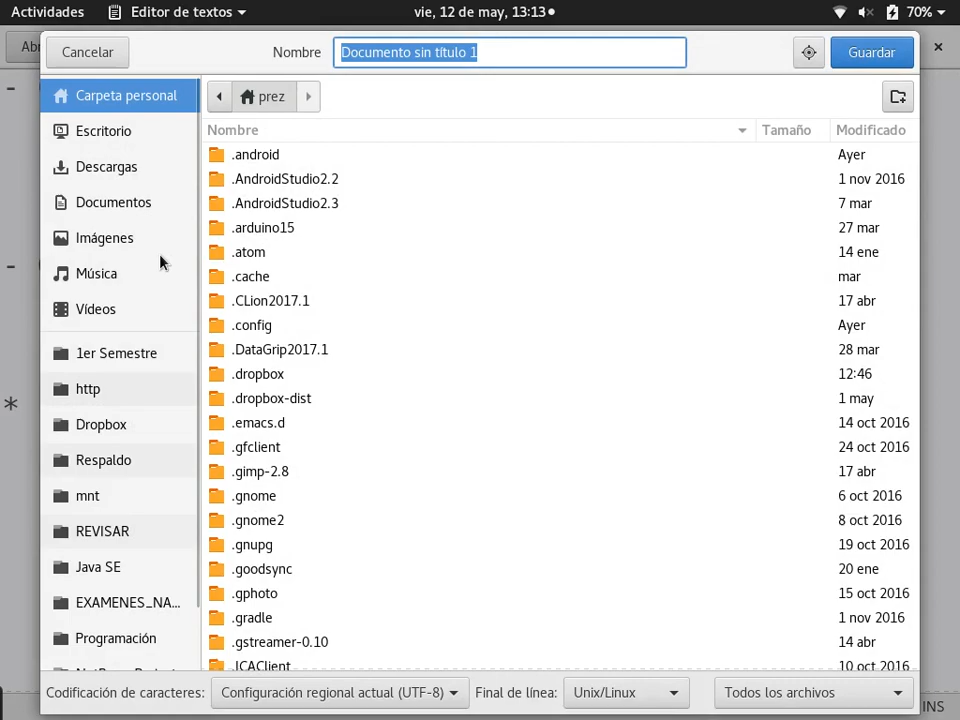 Actividades Editor de textos vie, 12 de may, 13:13 70%
Cancelar Nombre Documento sin título 1 Guardar
Carpeta personal
Escritorio
Descargas
Documentos
Imágenes
Música
Vídeos
1er Semestre
http
Dropbox
Respaldo
mnt
REVISAR
Java SE
EXAMENES_NA...
Programación
prez
Nombre Tamaño Modificado
.android Ayer
.AndroidStudio2.2 1 nov 2016
.AndroidStudio2.3 7 mar
.arduino15 27 mar
.atom 14 ene
.cache mar
.CLion2017.1 17 abr
.config Ayer
.DataGrip2017.1 28 mar
.dropbox 12:46
.dropbox-dist 1 may
.emacs.d 14 oct 2016
.gfclient 24 oct 2016
.gimp-2.8 17 abr
.gnome 6 oct 2016
.gnome2 8 oct 2016
.gnupg 19 oct 2016
.goodsync 20 ene
.gphoto 15 oct 2016
.gradle 1 nov 2016
.gstreamer-0.10 14 abr
.ICAClient 10 oct 2016
Codificación de caracteres: Configuración regional actual (UTF-8) Final de línea: Unix/Linux Todos los archivos
INS